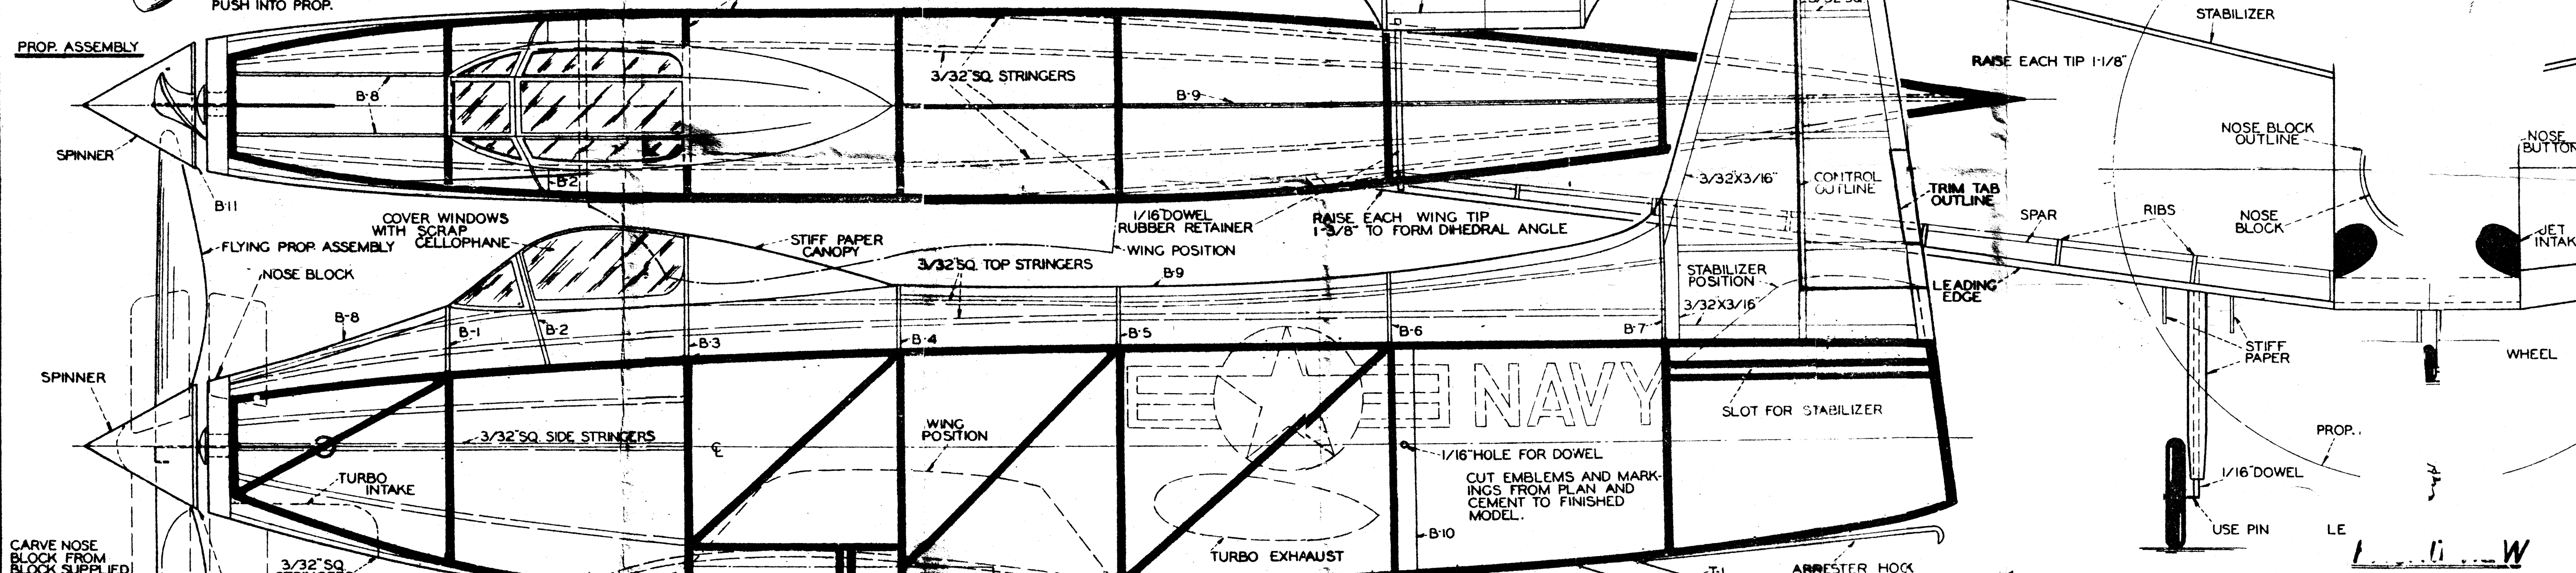 PUSH INTO PROP.
PROP. ASSEMBLY
STABILIZER
RAISE EACH TIP 1-1/8"
3/32"SQ. STRINGERS
B-8
B-9
NOSE BLOCK
OUTLINE
NOSE
BUTTON
SPINNER
B-2
3/32X3/16"
CONTROL
OUTLINE
TRIM TAB
OUTLINE
B-11
COVER WINDOWS
WITH SCRAP
CELLOPHANE
1/16"DOWEL
RUBBER RETAINER
RAISE EACH WING TIP
1-3/8" TO FORM DIHEDRAL ANGLE
SPAR
RIBS
NOSE
BLOCK
JET
INTAK
FLYING PROP. ASSEMBLY
STIFF PAPER
CANOPY
WING POSITION
NOSE BLOCK
3/32"SQ. TOP STRINGERS
B-9
STABILIZER
POSITION
3/32X3/16"
LEADING
EDGE
B-8
B-1
B-2
B-3
B-4
B-5
B-6
B-7
STIFF
PAPER
WHEEL
SPINNER
NAVY
SLOT FOR STABILIZER
3/32"SQ. SIDE STRINGERS
WING
POSITION
PROP.
1/16"HOLE FOR DOWEL
TURBO
INTAKE
CUT EMBLEMS AND MARK-
INGS FROM PLAN AND
CEMENT TO FINISHED
MODEL.
1/16"DOWEL
B-10
USE PIN
LE
CARVE NOSE
BLOCK FROM
BLOCK SUPPLIED
3/32"SQ.
TURBO EXHAUST
T-1
ARRESTER HOOK
W